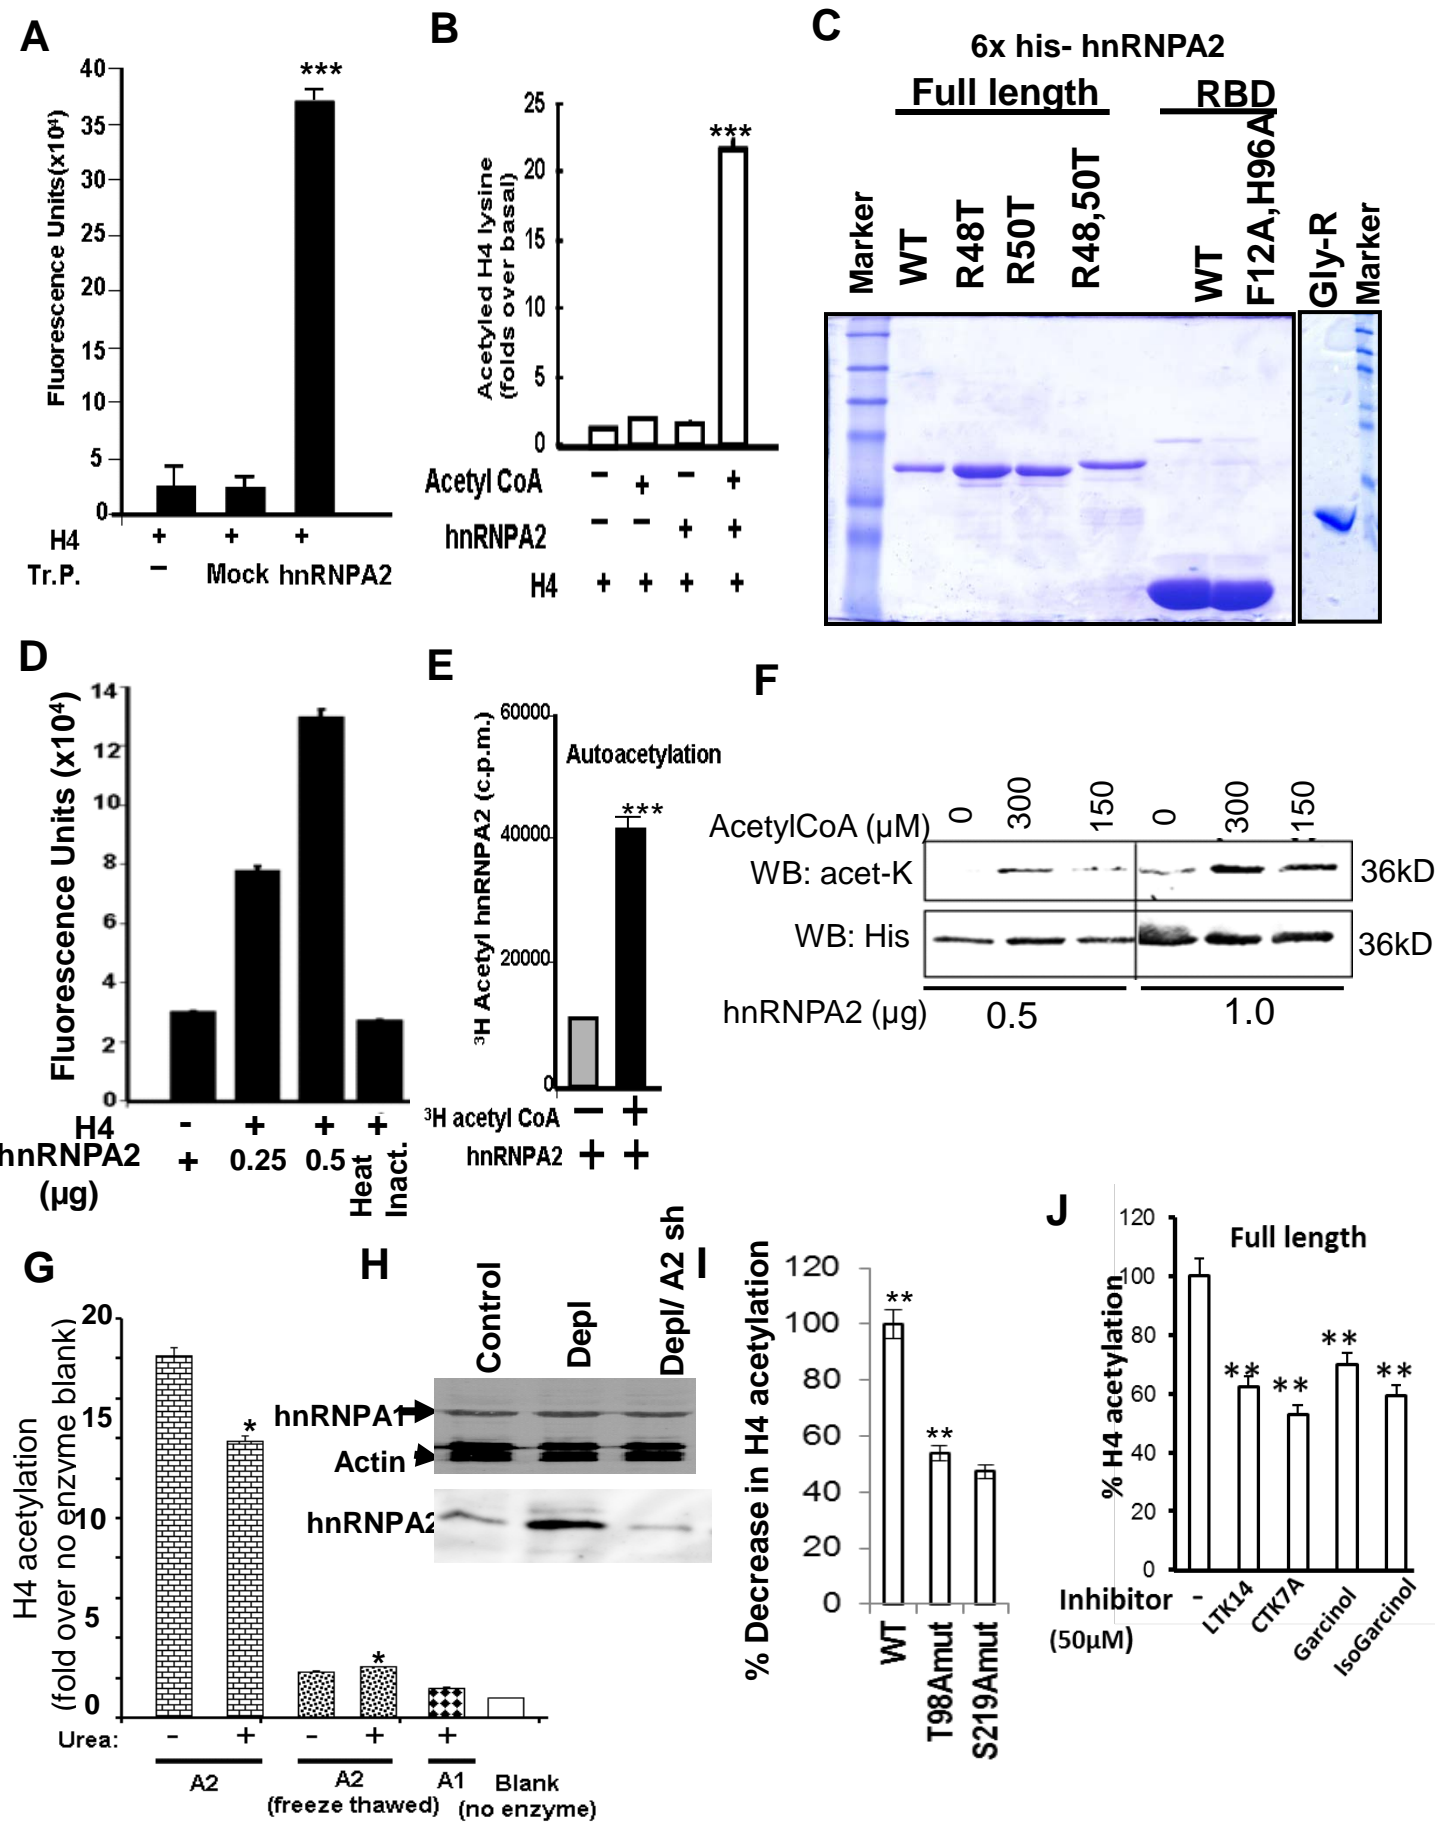 A
40
35
30
25
20
15
10
5
0
Fluorescence Units(x10⁴)
***
H4 + + +
Tr.P. – Mock hnRNPA2
B
25
20
15
10
5
0
Acetyled H4 lysine
(folds over basal)
***
Acetyl CoA – + – +
hnRNPA2 – – + +
H4 + + + +
C
6x his- hnRNPA2
Full length
RBD
Marker
WT
R48T
R50T
R48,50T
WT
F12A,H96A
Gly-R
Marker
D
14
12
10
8
6
4
2
0
Fluorescence Units (x10⁴)
H4 - + + +
hnRNPA2 + 0.25 0.5 Heat Inact.
(µg)
E
60000
40000
20000
0
³H Acetyl hnRNPA2 (c.p.m.)
Autoacetylation
***
³H acetyl CoA – +
hnRNPA2 + +
F
AcetylCoA (µM) 0 300 150 0 300 150
WB: acet-K 36kD
WB: His 36kD
hnRNPA2 (µg) 0.5 1.0
G
20
15
10
5
0
H4 acetylation
(fold over no enzyme blank)
*
*
Urea: - + - + +
A2 A2 A1 Blank
(freeze thawed) (no enzyme)
H
Control
Depl
Depl/ A2 sh
hnRNPA1
Actin
hnRNPA2
I
120
100
80
60
40
20
0
% Decrease in H4 acetylation
**
**
WT
T98Amut
S219Amut
J
120
100
80
60
40
20
0
% H4 acetylation
Full length
**
**
**
**
Inhibitor - LTK14 CTK7A Garcinol IsoGarcinol
(50µM)